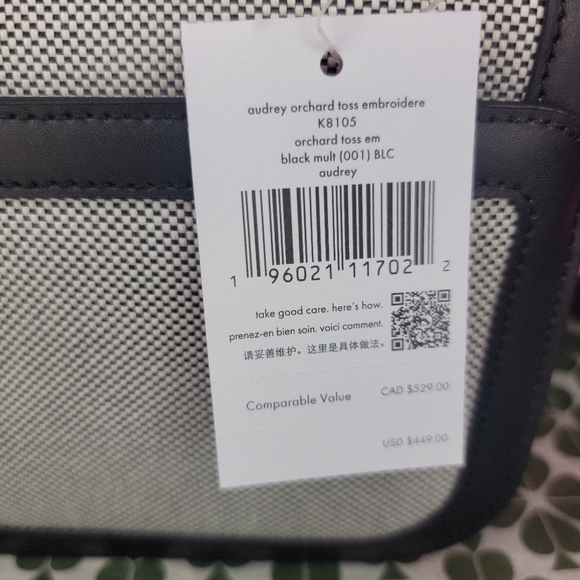 audrey orchard toss embroidere
K8105
orchard toss em
black mult (001) BLC
audrey
1 96021 11702 2
take good care. here's how.
prenez-en bien soin. voici comment.
请妥善维护。这里是具体做法。
Comparable Value CAD $529.00
USD $449.00